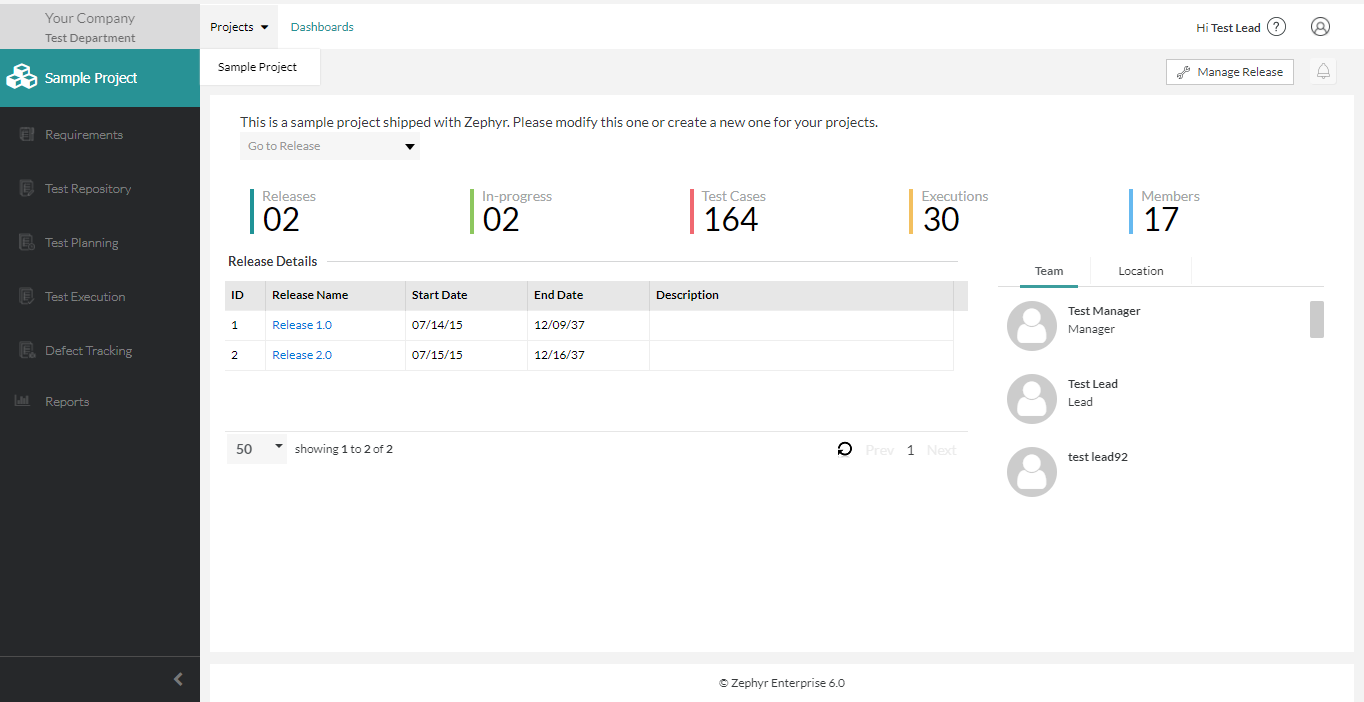 Your Company
Test Department
Projects Dashboards
Hi Test Lead ?
Sample Project
Requirements
Test Repository
Test Planning
Test Execution
Defect Tracking
Reports
Sample Project
Manage Release
This is a sample project shipped with Zephyr. Please modify this one or create a new one for your projects.
Go to Release
Releases In-progress Test Cases Executions Members
02 02 164 30 17
Release Details
ID Release Name Start Date End Date Description
1 Release 1.0 07/14/15 12/09/37
2 Release 2.0 07/15/15 12/16/37
50 showing 1 to 2 of 2 Prev 1 Next
Team Location
Test Manager
Manager
Test Lead
Lead
test lead92
© Zephyr Enterprise 6.0